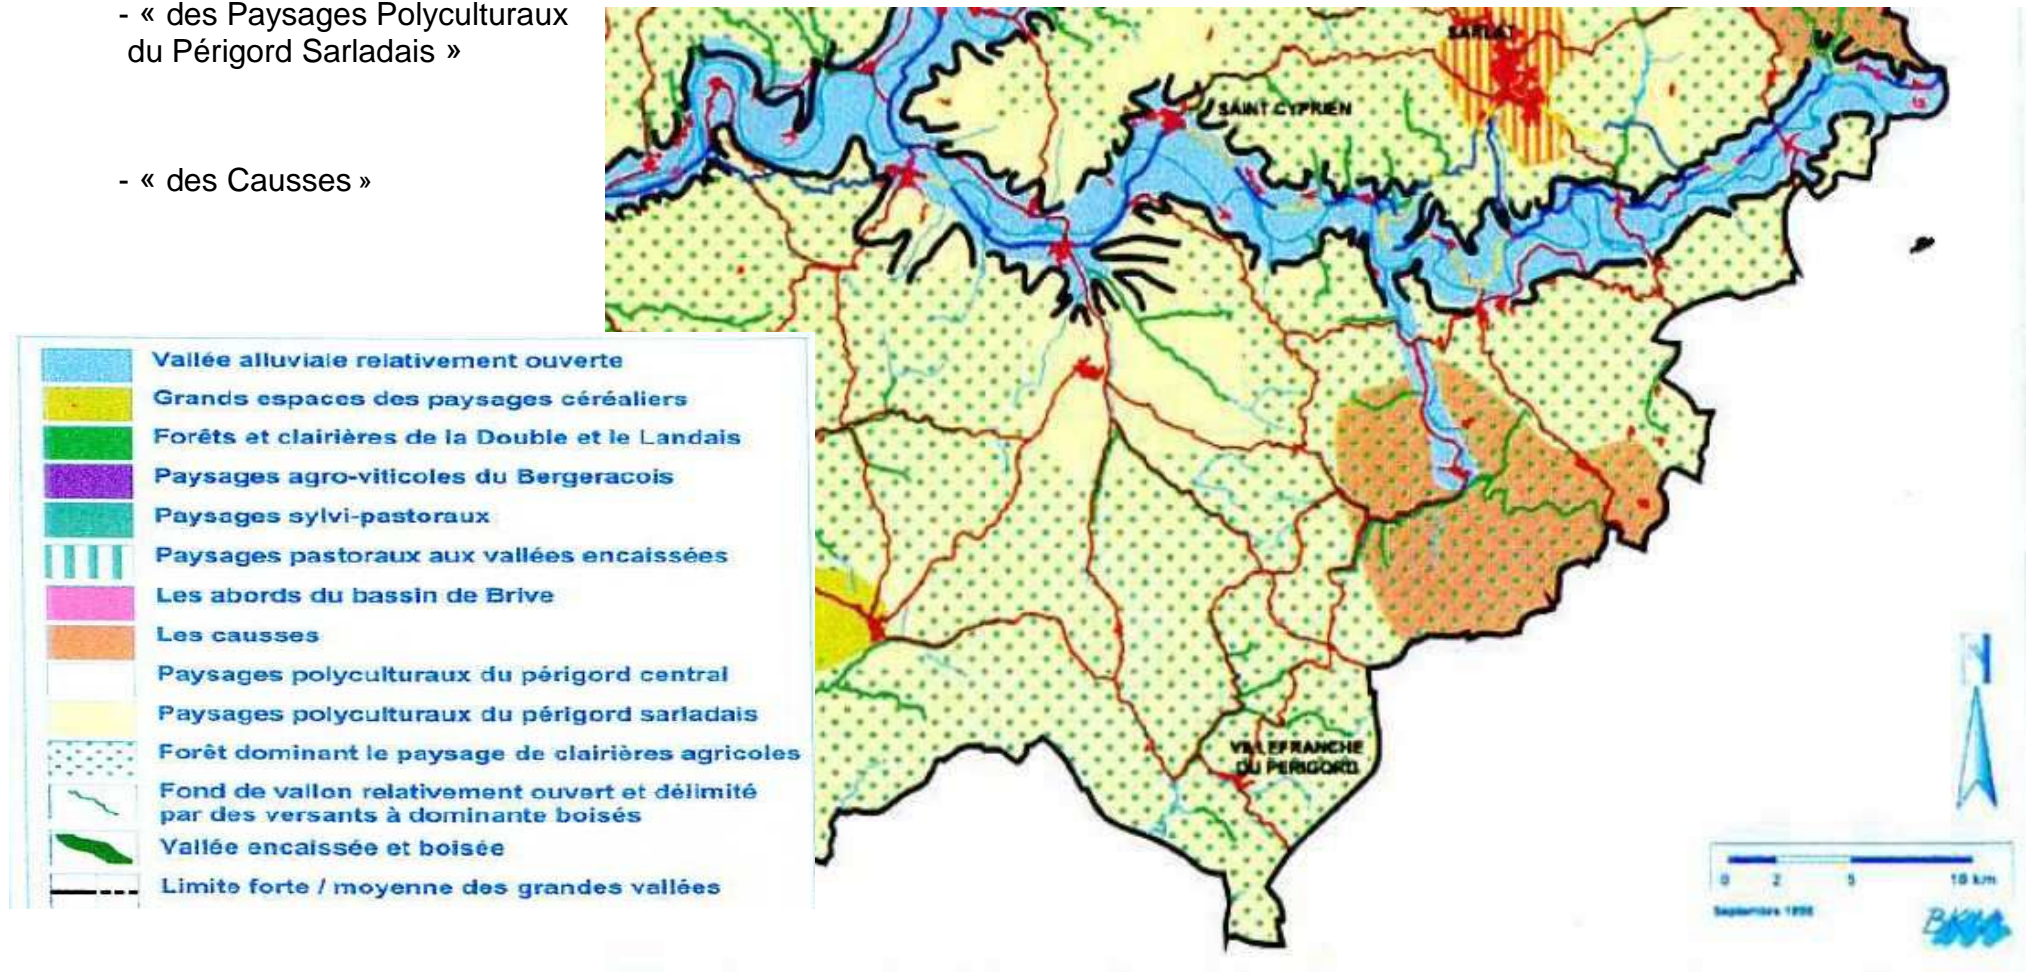 - « des Paysages Polyculturaux
du Périgord Sarladais »
- « des Causses »
SARLAT
SAINT CYPRIEN
Vallée alluviale relativement ouverte
Grands espaces des paysages céréaliers
Forêts et clairières de la Double et le Landais
Paysages agro-viticoles du Bergeracois
Paysages sylvi-pastoraux
Paysages pastoraux aux vallées encaissées
Les abords du bassin de Brive
Les causses
Paysages polyculturaux du périgord central
Paysages polyculturaux du périgord sarladais
Forêt dominant le paysage de clairières agricoles
Fond de vallon relativement ouvert et délimité
par des versants à dominante boisés
Vallée encaissée et boisée
Limite forte / moyenne des grandes vallées
VILLEFRANCHE
DU PERIGORD
N
0 2 5 10 km
Septembre